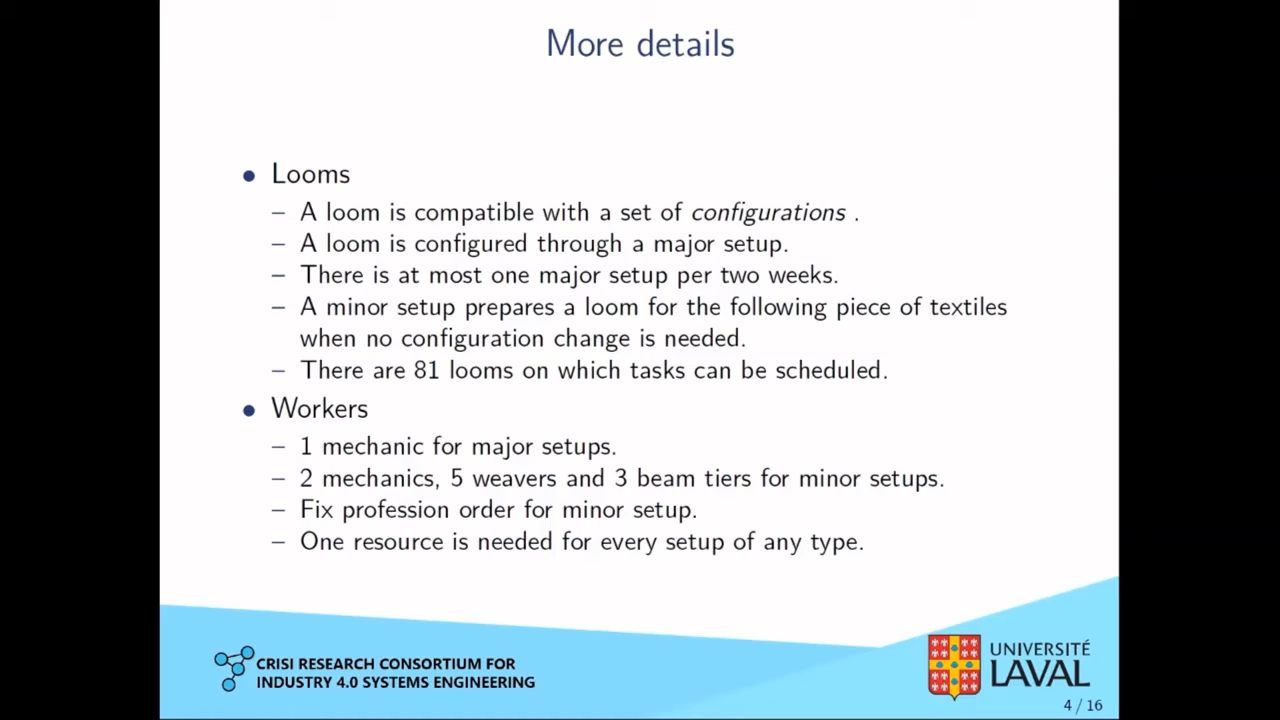 More details
• Looms
– A loom is compatible with a set of configurations .
– A loom is configured through a major setup.
– There is at most one major setup per two weeks.
– A minor setup prepares a loom for the following piece of textiles
when no configuration change is needed.
– There are 81 looms on which tasks can be scheduled.
• Workers
– 1 mechanic for major setups.
– 2 mechanics, 5 weavers and 3 beam tiers for minor setups.
– Fix profession order for minor setup.
– One resource is needed for every setup of any type.
CRISI RESEARCH CONSORTIUM FOR
INDUSTRY 4.0 SYSTEMS ENGINEERING
UNIVERSITÉ
LAVAL
4 / 16